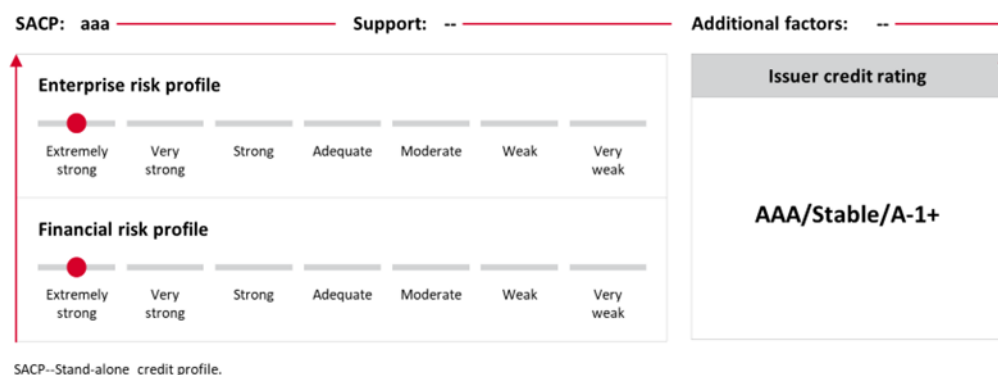 SACP: aaa Support: -- Additional factors: --
Enterprise risk profile
Extremely strong Very strong Strong Adequate Moderate Weak Very weak
Financial risk profile
Extremely strong Very strong Strong Adequate Moderate Weak Very weak
Issuer credit rating
AAA/Stable/A-1+
SACP--Stand-alone credit profile.